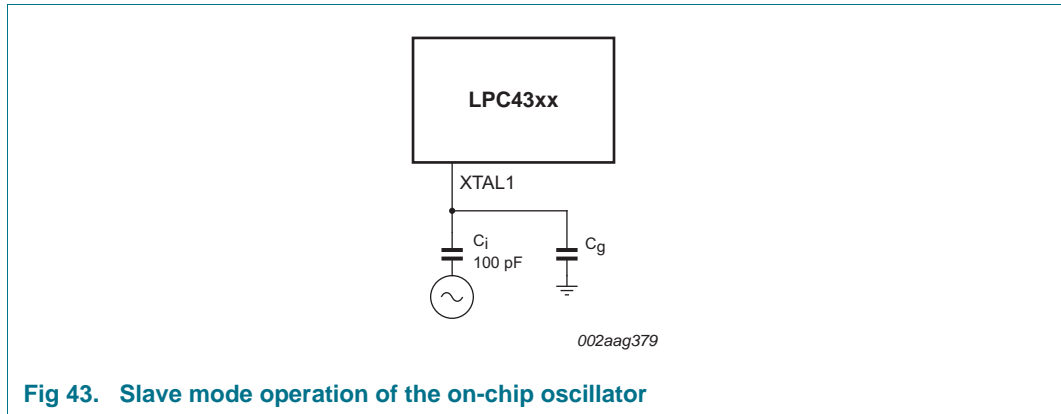 LPC43xx
XTAL1
Ci
100 pF
Cg
002aag379
Fig 43. Slave mode operation of the on-chip oscillator